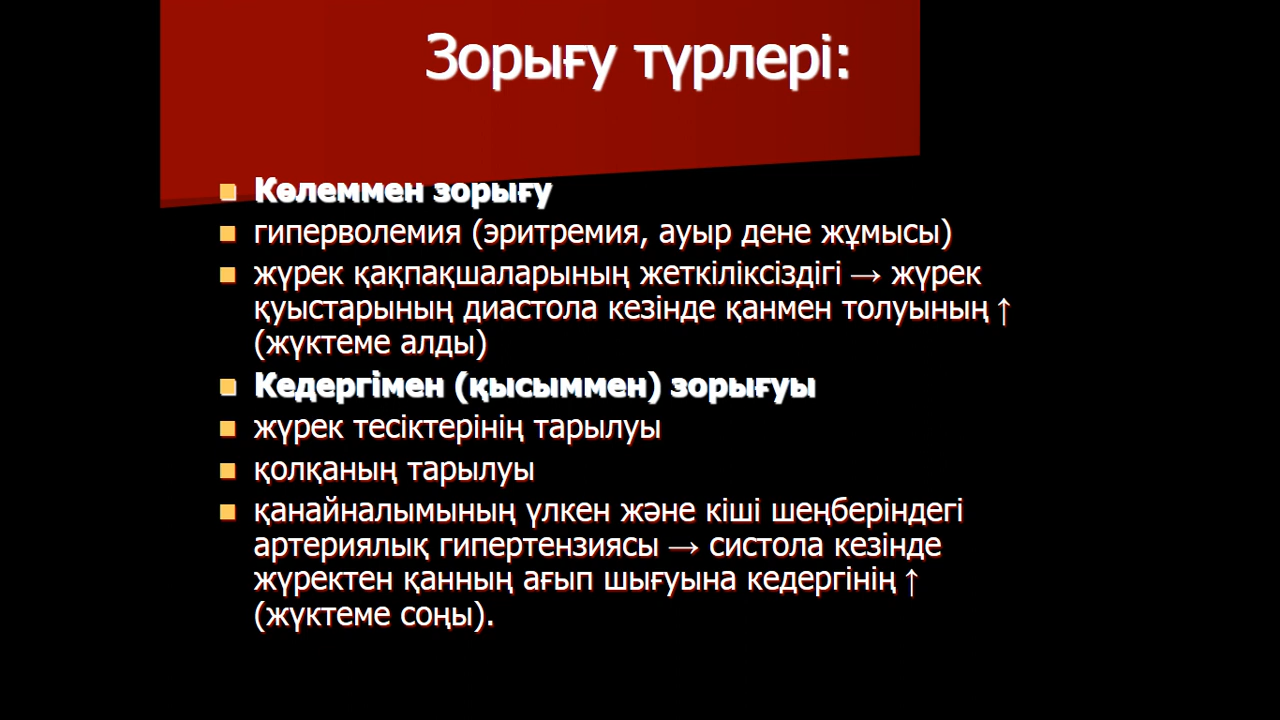 Зорығу түрлері:
Көлеммен зорығу
гиперволемия (эритремия, ауыр дене жұмысы)
жүрек қақпақшаларының жеткіліксіздігі → жүрек
қуыстарының диастола кезінде қанмен толуының ↑
(жүктеме алды)
Кедергімен (қысыммен) зорығуы
жүрек тесіктерінің тарылуы
қолқаның тарылуы
қанайналымының үлкен және кіші шеңберіндегі
артериялық гипертензиясы → систола кезінде
жүректен қанның ағып шығуына кедергінің ↑
(жүктеме соңы).